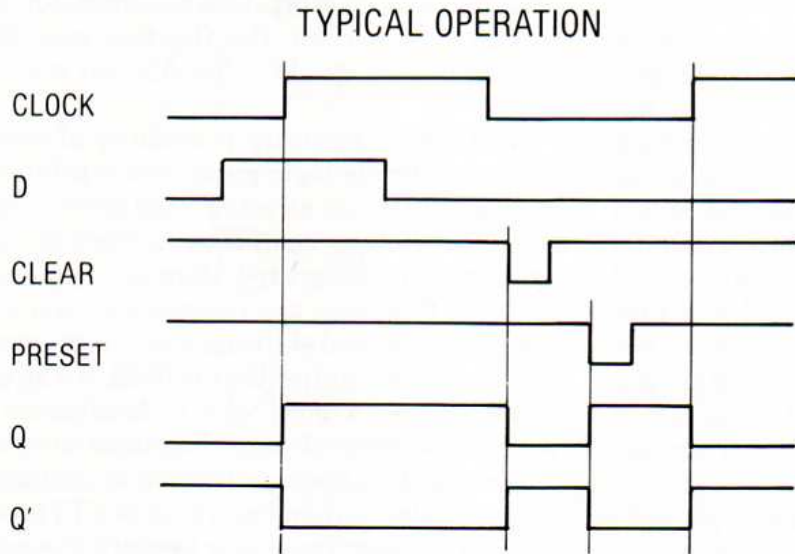 TYPICAL OPERATION
CLOCK
D
CLEAR
PRESET
Q
Q'